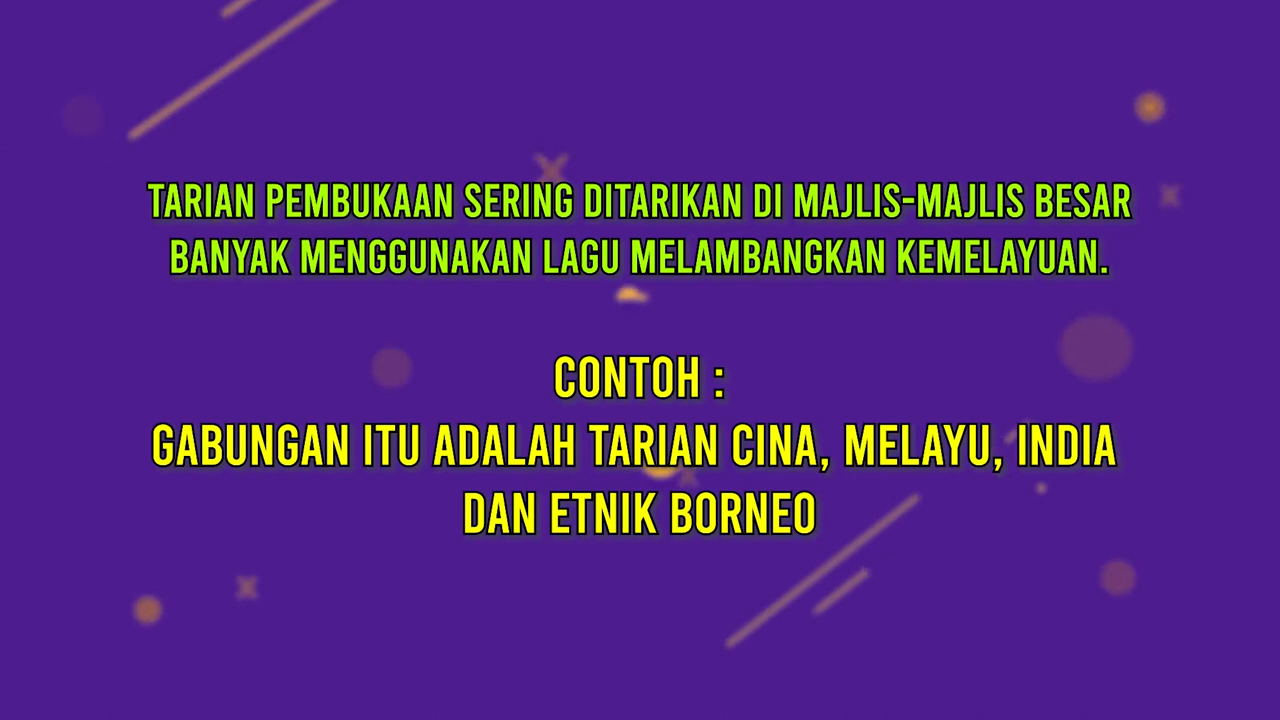 TARIAN PEMBUKAAN SERING DITARIKAN DI MAJLIS-MAJLIS BESAR
BANYAK MENGGUNAKAN LAGU MELAMBANGKAN KEMELAYUAN.
CONTOH :
GABUNGAN ITU ADALAH TARIAN CINA, MELAYU, INDIA
DAN ETNIK BORNEO